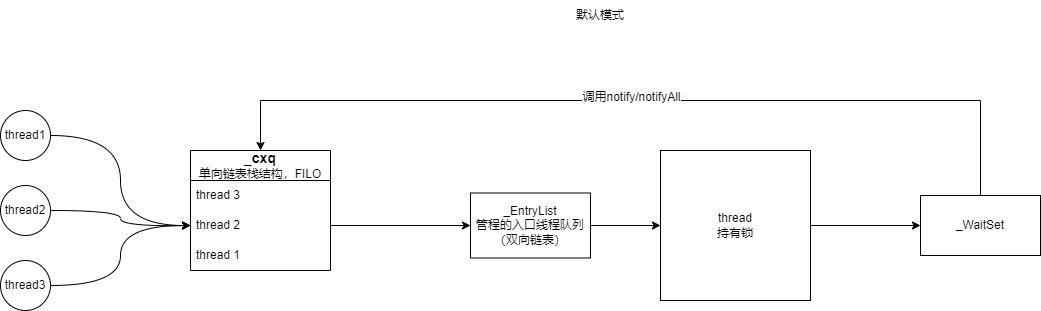 默认模式
调用notify/notifyAll
thread1
thread2
thread3
_cxq
单向链表栈结构，FILO
thread 3
thread 2
thread 1
_EntryList
管程的入口线程队列
（双向链表）
thread
持有锁
_WaitSet